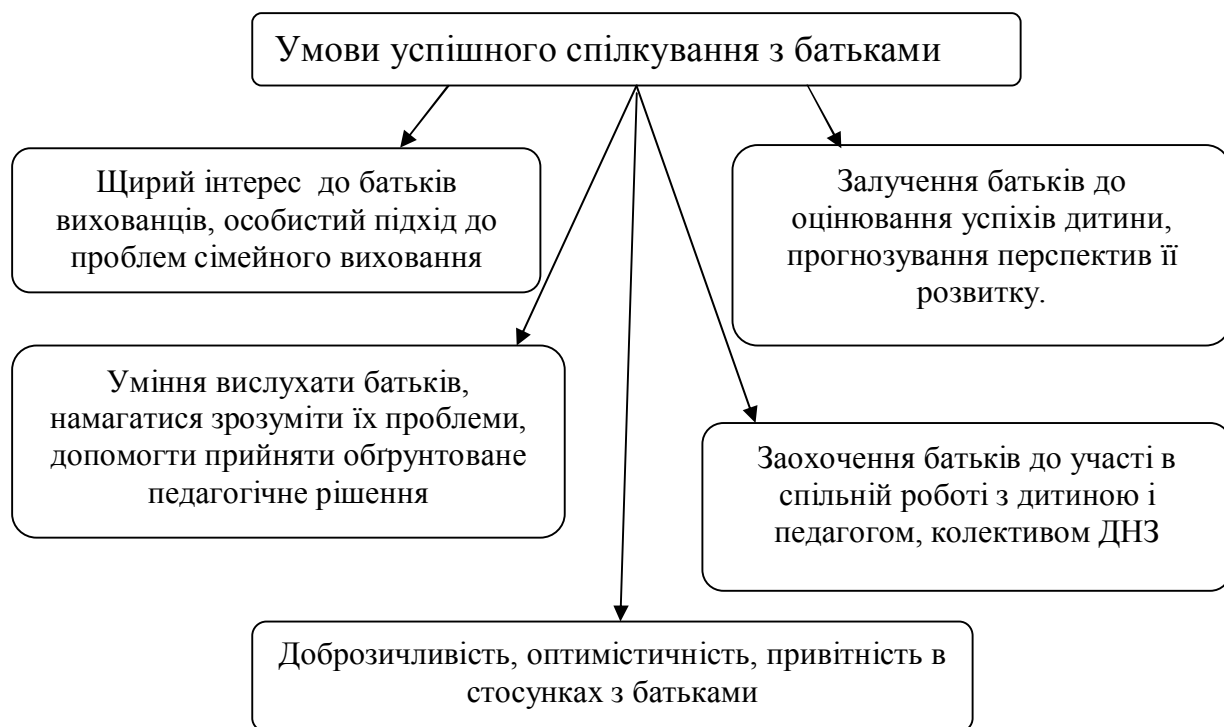 Умови успішного спілкування з батьками
Щирий інтерес до батьків
вихованців, особистий підхід до
проблем сімейного виховання
Залучення батьків до
оцінювання успіхів дитини,
прогнозування перспектив її
розвитку.
Уміння вислухати батьків,
намагатися зрозуміти їх проблеми,
допомогти прийняти обґрунтоване
педагогічне рішення
Заохочення батьків до участі в
спільній роботі з дитиною і
педагогом, колективом ДНЗ
Доброзичливість, оптимістичність, привітність в
стосунках з батьками